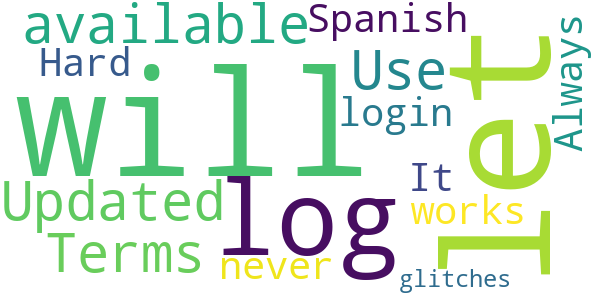 available
Spanish
Hard
Use
Always
will
let
login
It
Updated
log
works
Terms
never
glitches